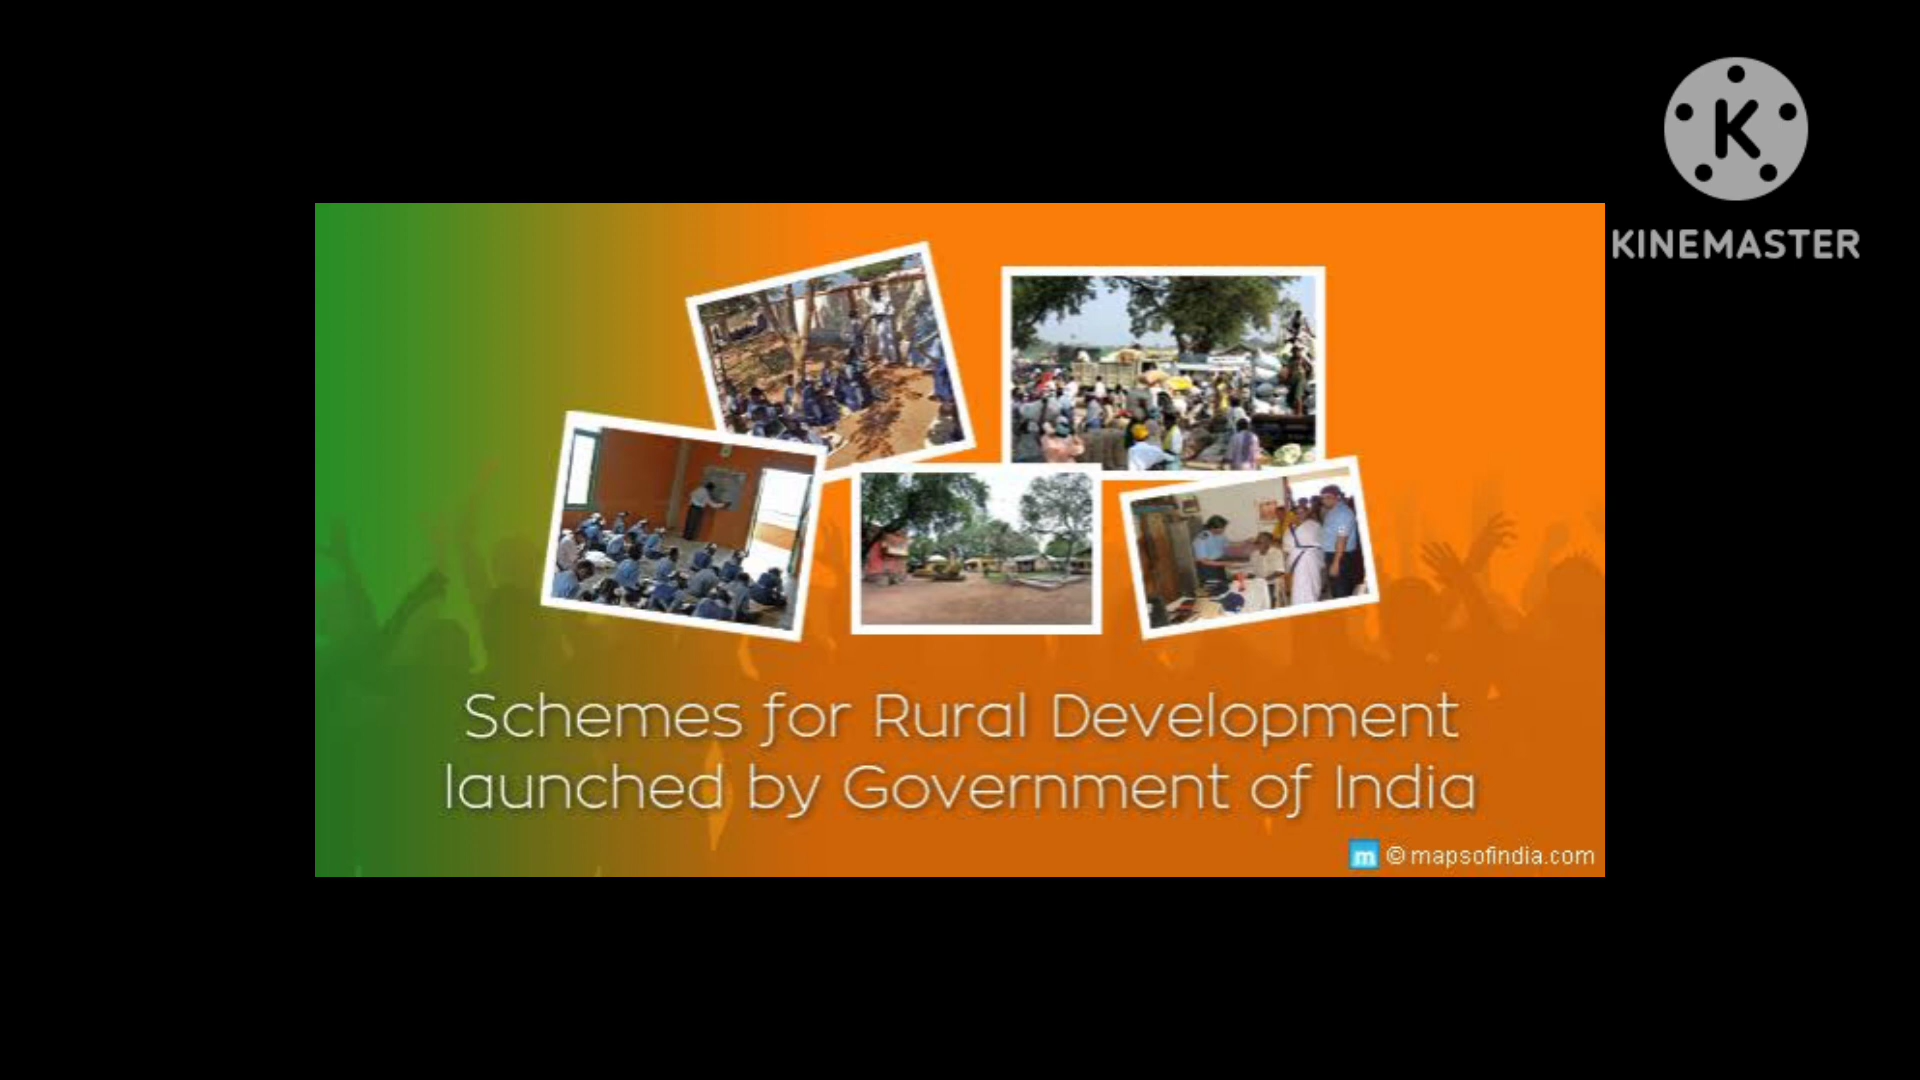 K
KINEMASTER
Schemes for Rural Development
launched by Government of India
m © mapsofindia.com